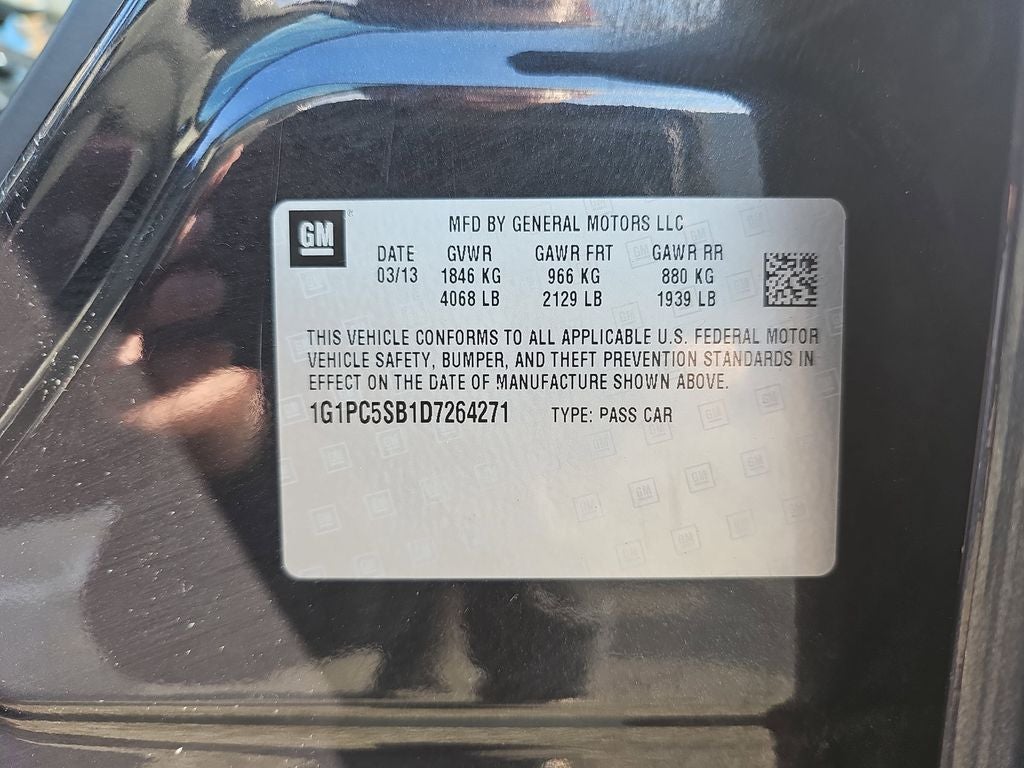 GM
MFD BY GENERAL MOTORS LLC
DATE GVWR GAWR FRT GAWR RR
03/13 1846 KG 966 KG 880 KG
4068 LB 2129 LB 1939 LB
THIS VEHICLE CONFORMS TO ALL APPLICABLE U.S. FEDERAL MOTOR
VEHICLE SAFETY, BUMPER, AND THEFT PREVENTION STANDARDS IN
EFFECT ON THE DATE OF MANUFACTURE SHOWN ABOVE.
1G1PC5SB1D7264271 TYPE: PASS CAR